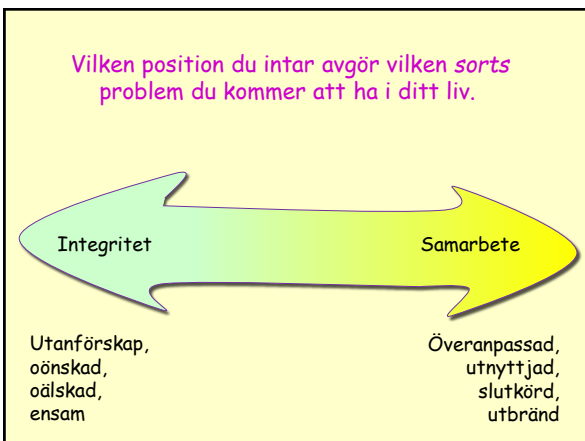 Vilken position du intar avgör vilken sorts
problem du kommer att ha i ditt liv.
Integritet
Samarbete
Utanförskap,
oönskad,
oälskad,
ensam
Överanpassad,
utnyttjad,
slutkörd,
utbränd